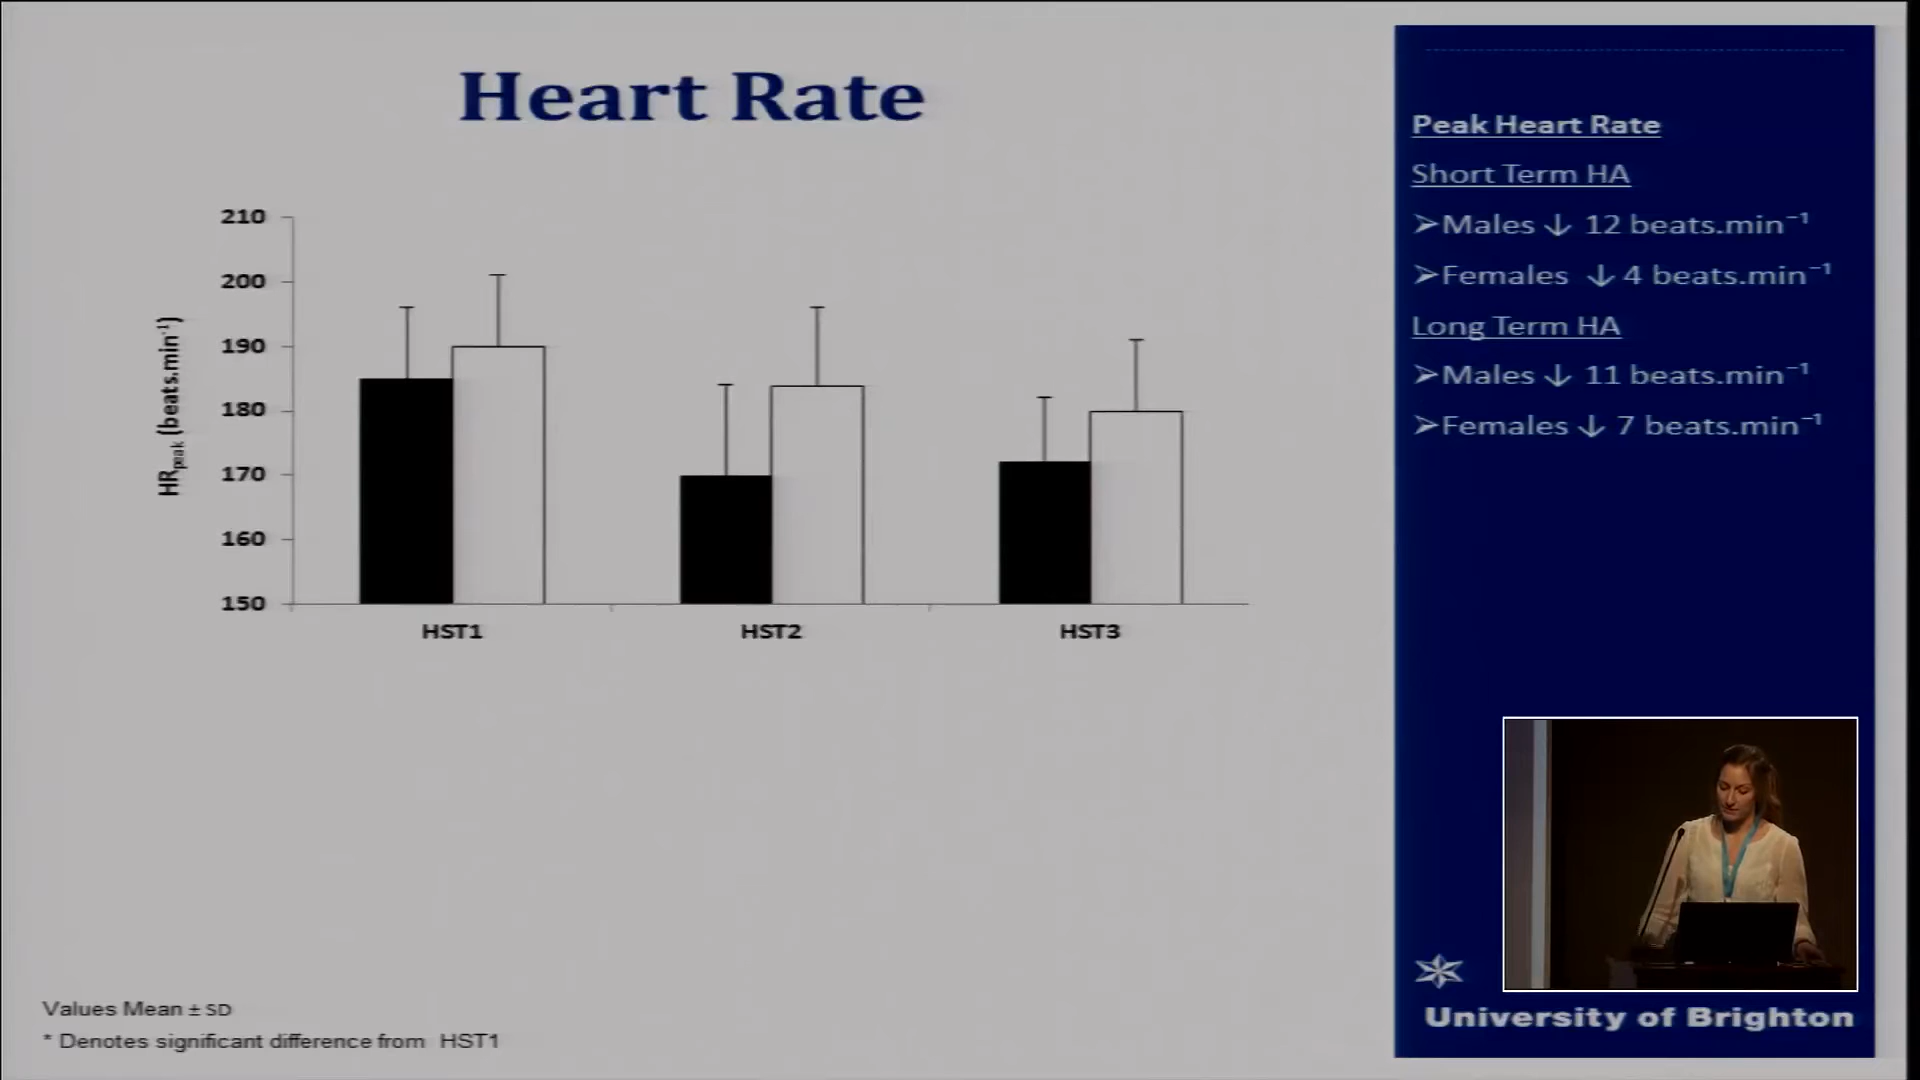 Heart Rate
210
200
190
180
170
160
150
HRpeak (beats.min-1)
HST1 HST2 HST3
Values Mean ± SD
* Denotes significant difference from HST1
Peak Heart Rate
Short Term HA
➢Males ↓ 12 beats.min⁻¹
➢Females ↓ 4 beats.min⁻¹
Long Term HA
➢Males ↓ 11 beats.min⁻¹
➢Females ↓ 7 beats.min⁻¹
University of Brighton